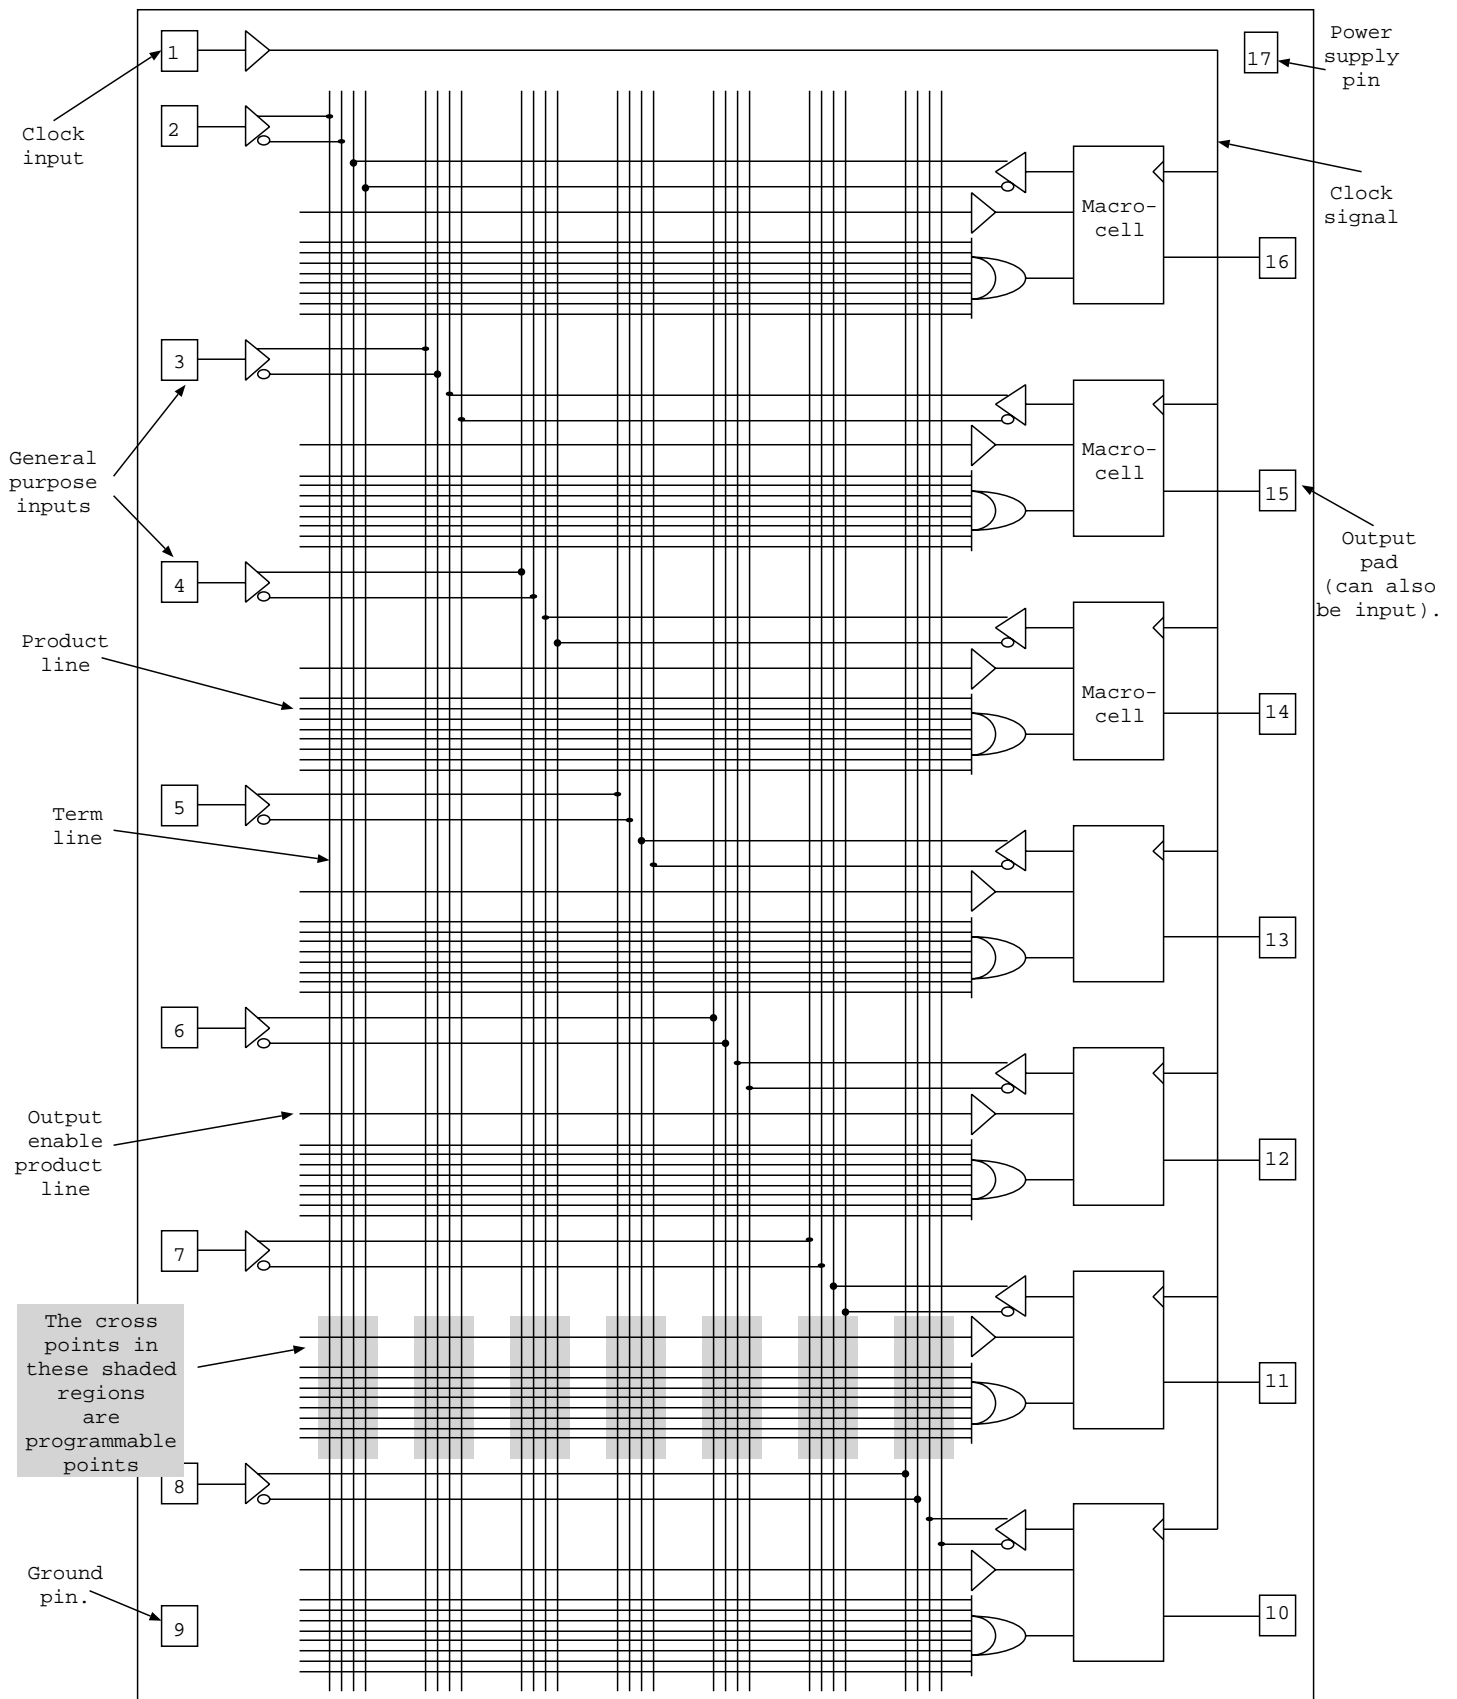 1
Clock
input
2
17
Power
supply
pin
Clock
signal
Macro-
cell
16
3
General
purpose
inputs
4
Macro-
cell
15
Output
pad
(can also
be input).
Product
line
Macro-
cell
14
5
Term
line
13
6
Output
enable
product
line
12
7
The cross
points in
these shaded
regions
are
programmable
points
11
8
Ground
pin.
9
10